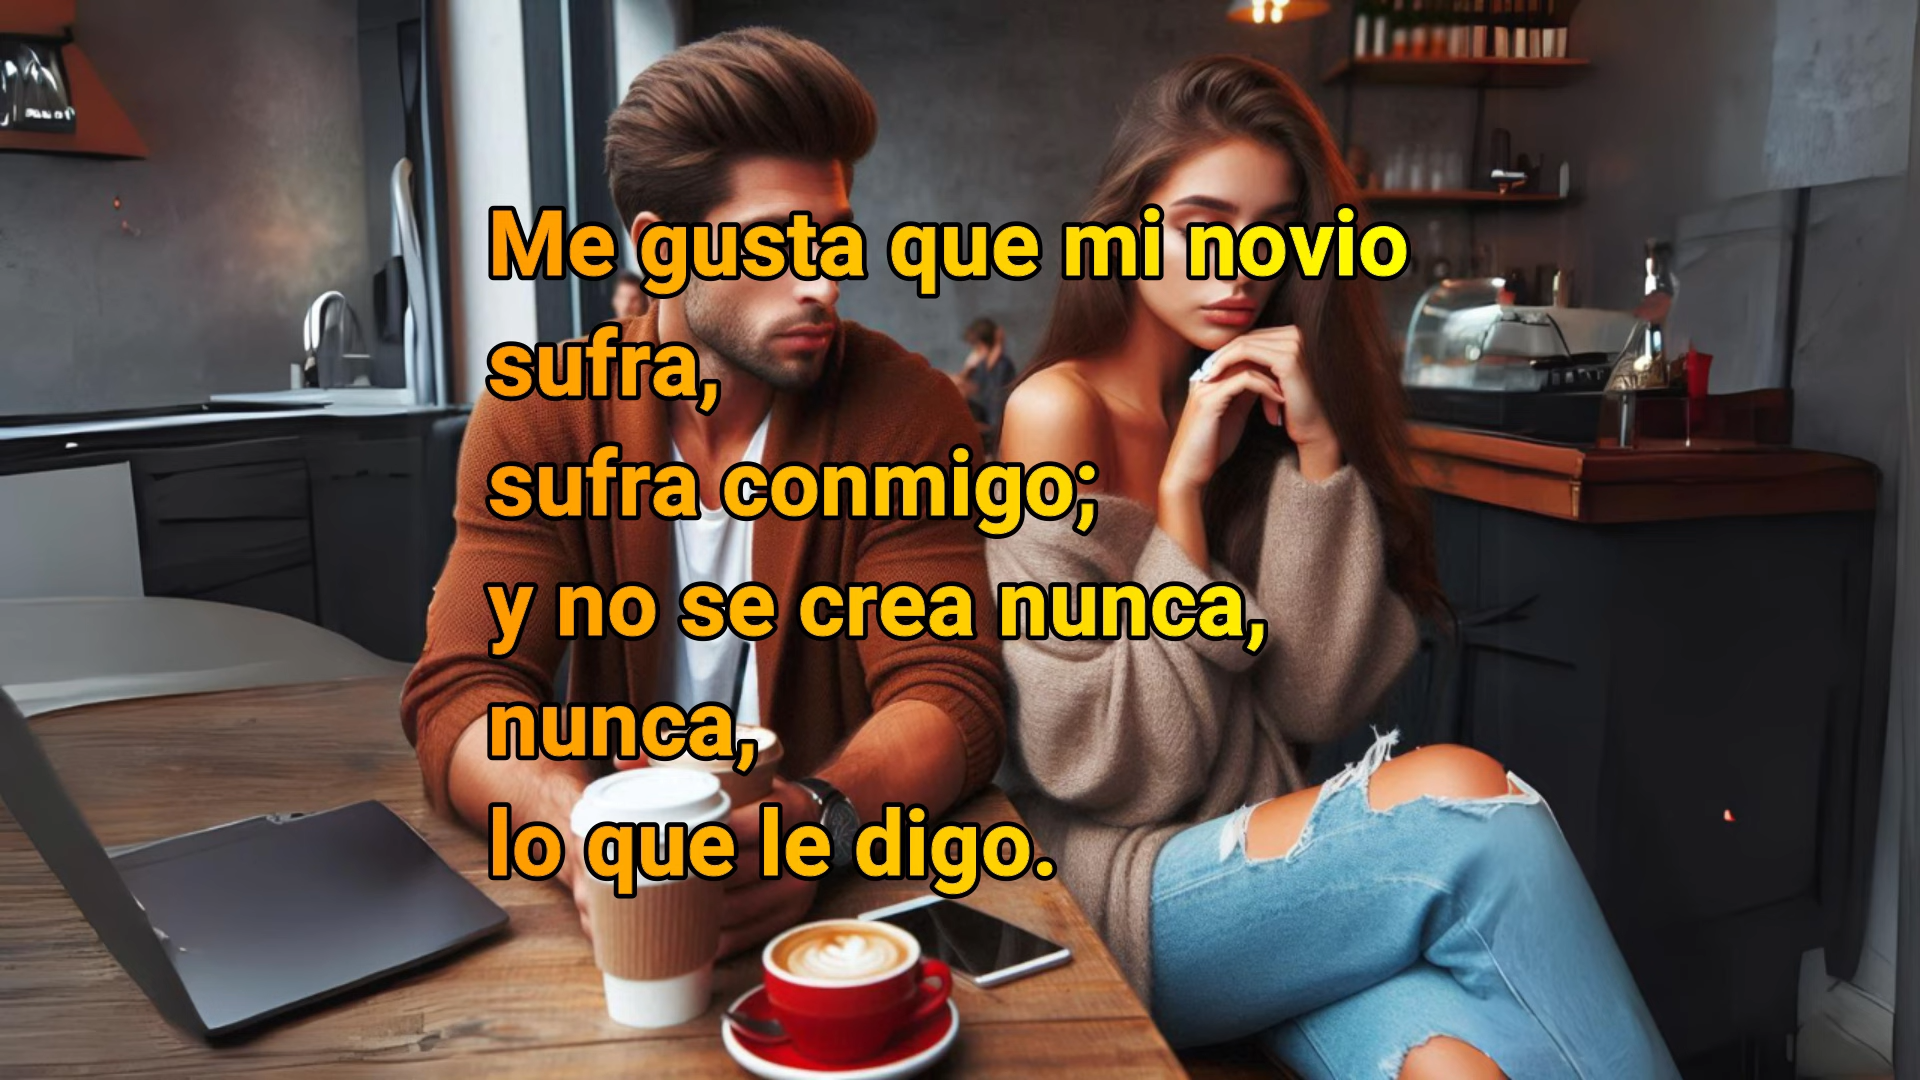 Me gusta que mi novio
sufra,
sufra conmigo;
y no se crea nunca,
nunca,
lo que le digo.